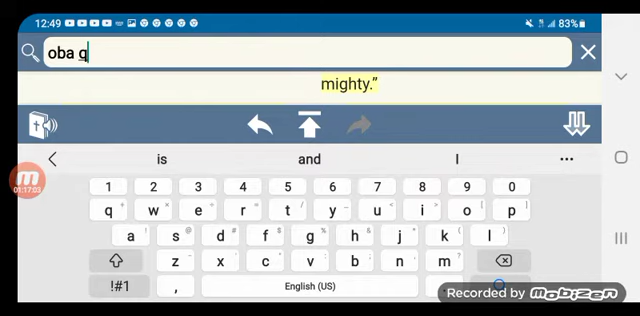 12:49
83%
oba q
mighty."
is and I
01:17:03
1 2 3 4 5 6 7 8 9 0
q+ w× e÷ r= t/ y_ u< i> o[ p]
a! s@ d# f$ g% h& j* k( l)
z- x' c" v: b; n, m?
!#1 , English (US) .
Recorded by mobizen